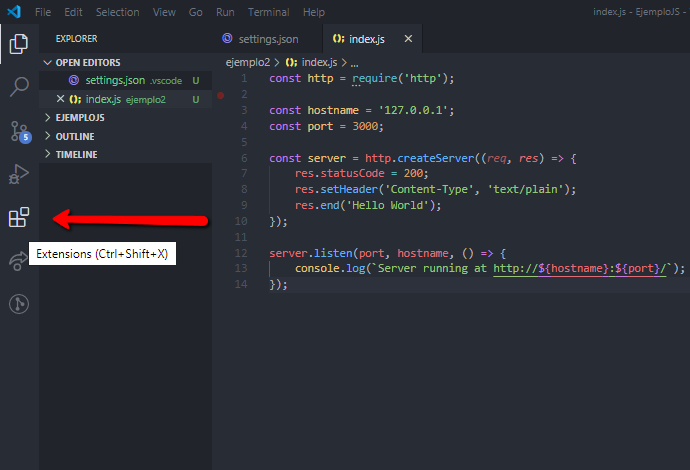 File Edit Selection View Go Run Terminal Help index.js - EjemploJS -
EXPLORER
OPEN EDITORS
settings.json .vscode U
index.js ejemplo2 U
EJEMPLOJS
OUTLINE
TIMELINE
5
Extensions (Ctrl+Shift+X)
settings.json index.js
ejemplo2 > index.js > ...
1 const http = require('http');
2
3 const hostname = '127.0.0.1';
4 const port = 3000;
5
6 const server = http.createServer((req, res) => {
7 res.statusCode = 200;
8 res.setHeader('Content-Type', 'text/plain');
9 res.end('Hello World');
10 });
11
12 server.listen(port, hostname, () => {
13 console.log(`Server running at http://${hostname}:${port}/`);
14 });